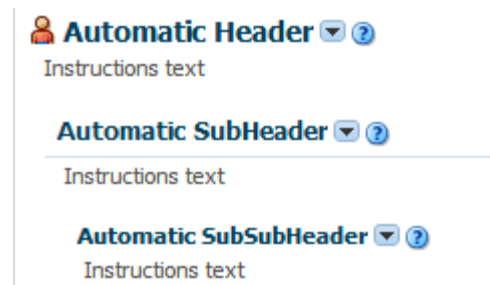 Automatic Header
Instructions text
Automatic SubHeader
Instructions text
Automatic SubSubHeader
Instructions text